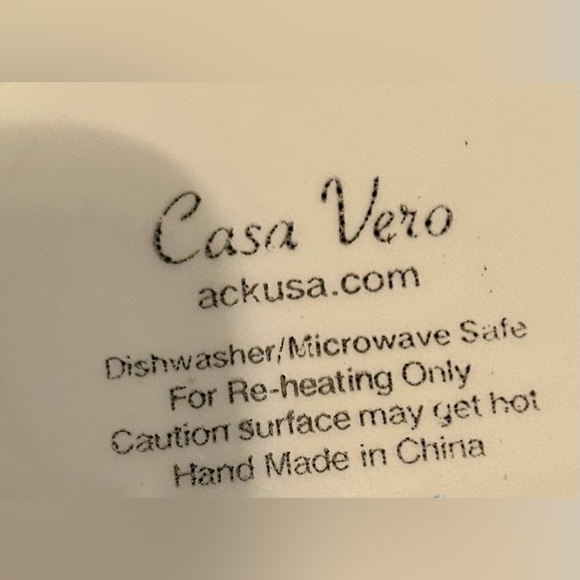 Casa Vero
ackusa.com
Dishwasher/Microwave Safe
For Re-heating Only
Caution surface may get hot
Hand Made in China